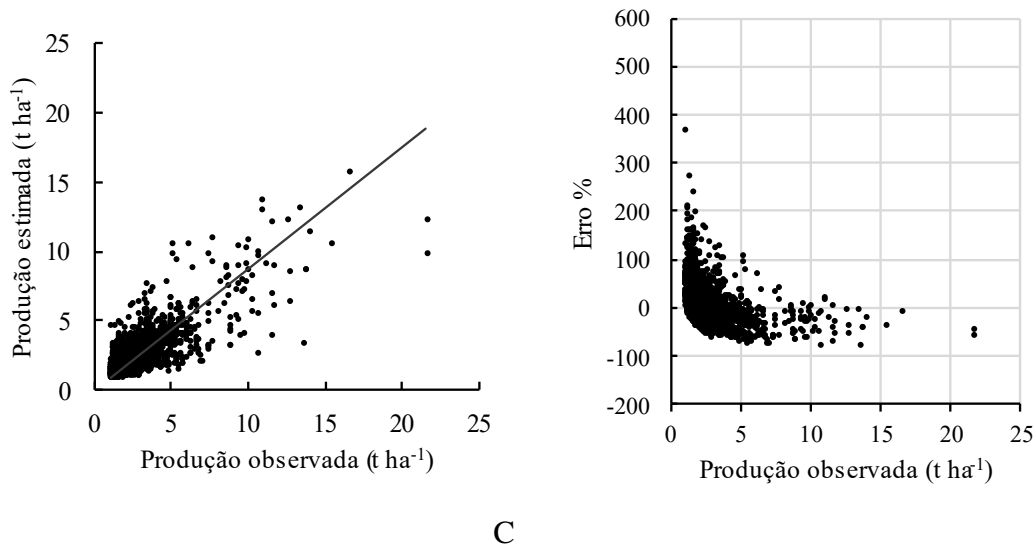 25
20
15
10
5
0
0 5 10 15 20 25
Produção estimada (t ha-1)
Produção observada (t ha-1)
600
500
400
300
200
100
0
-100
-200
0 5 10 15 20 25
Erro %
Produção observada (t ha-1)
C